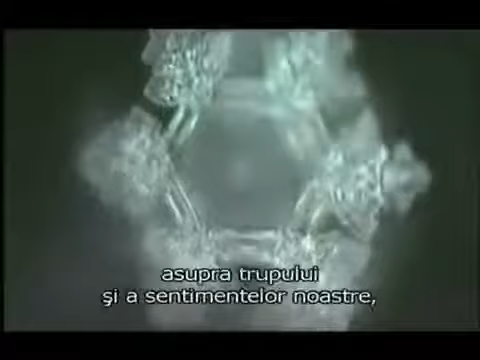 asupra trupului
şi a sentimentelor noastre,